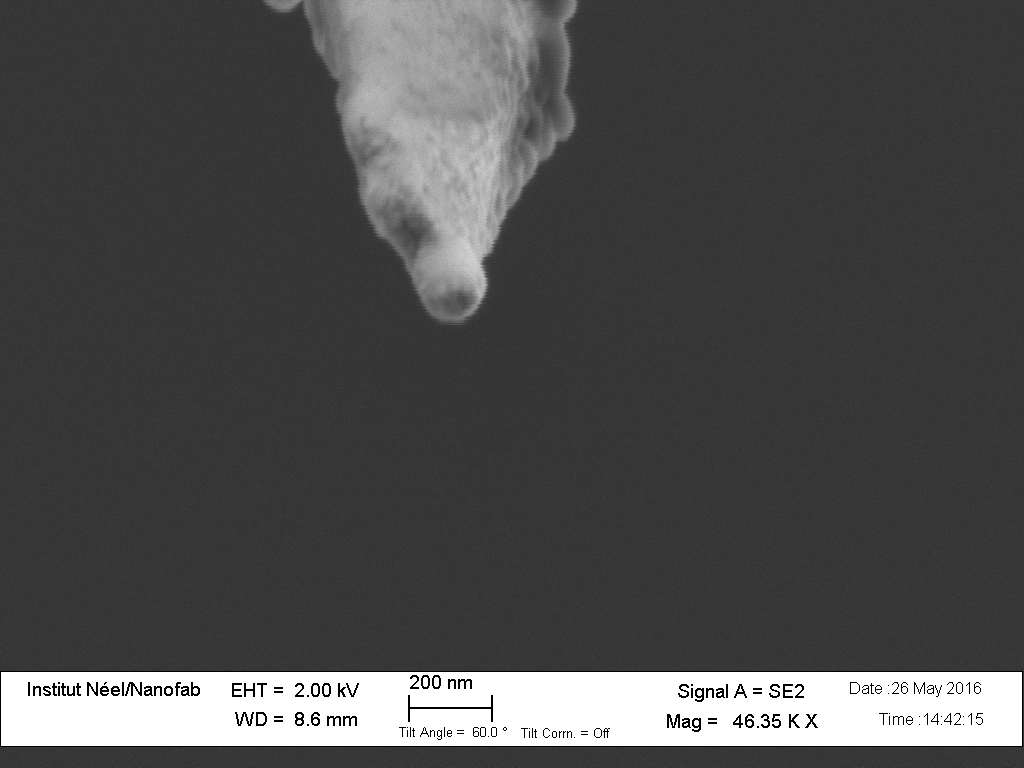 Institut Néel/Nanofab
EHT = 2.00 kV
WD = 8.6 mm
200 nm
Tilt Angle = 60.0 ° Tilt Corrn. = Off
Signal A = SE2
Mag = 46.35 K X
Date :26 May 2016
Time :14:42:15